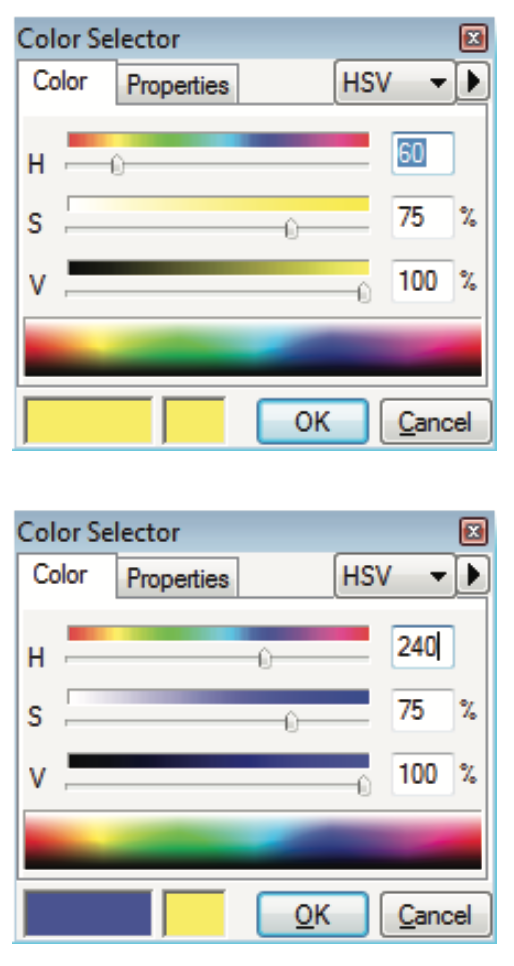 Color Selector
Color Properties HSV
H 60
S 75 %
V 100 %
OK Cancel
Color Selector
Color Properties HSV
H 240
S 75 %
V 100 %
OK Cancel